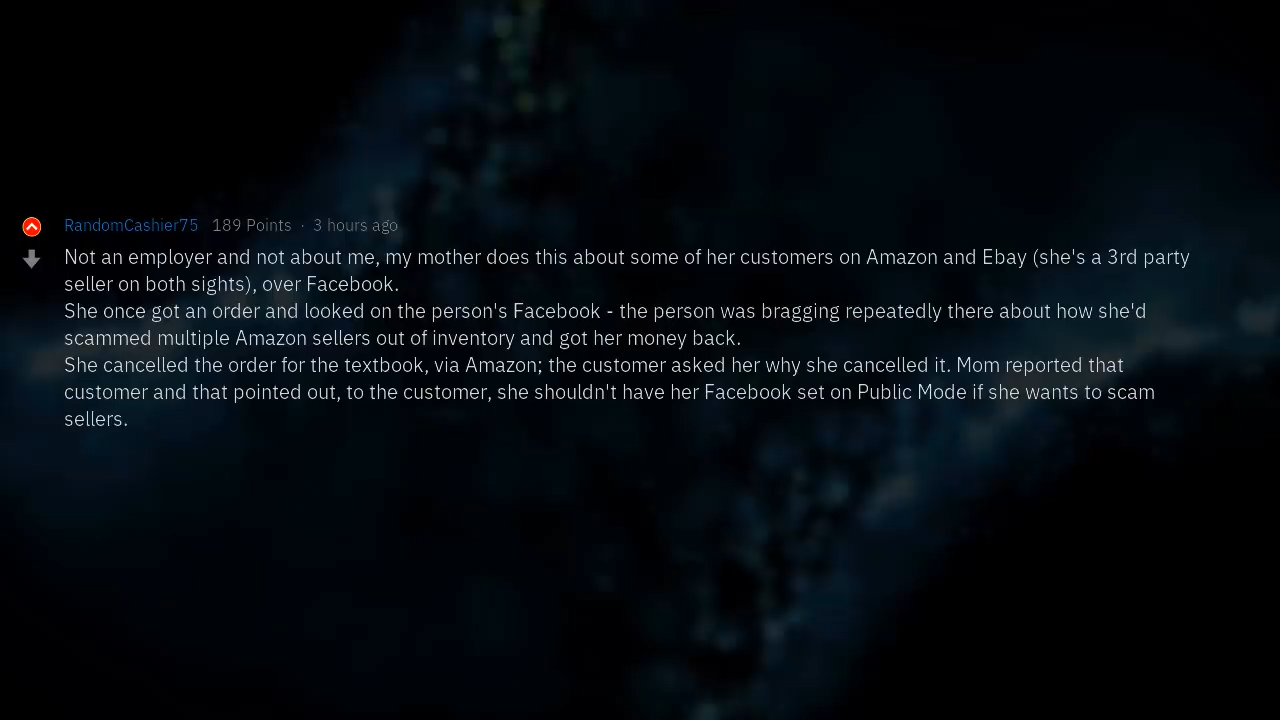 RandomCashier75 189 Points · 3 hours ago
Not an employer and not about me, my mother does this about some of her customers on Amazon and Ebay (she's a 3rd party
seller on both sights), over Facebook.
She once got an order and looked on the person's Facebook - the person was bragging repeatedly there about how she'd
scammed multiple Amazon sellers out of inventory and got her money back.
She cancelled the order for the textbook, via Amazon; the customer asked her why she cancelled it. Mom reported that
customer and that pointed out, to the customer, she shouldn't have her Facebook set on Public Mode if she wants to scam
sellers.